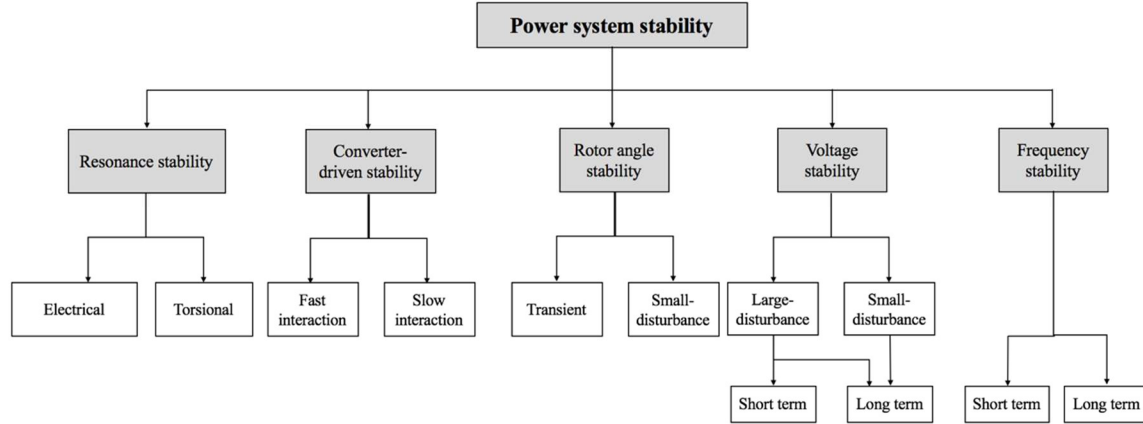 Power system stability
Resonance stability
Converter-
driven stability
Rotor angle
stability
Voltage
stability
Frequency
stability
Electrical
Torsional
Fast
interaction
Slow
interaction
Transient
Small-
disturbance
Large-
disturbance
Small-
disturbance
Short term
Long term
Short term
Long term